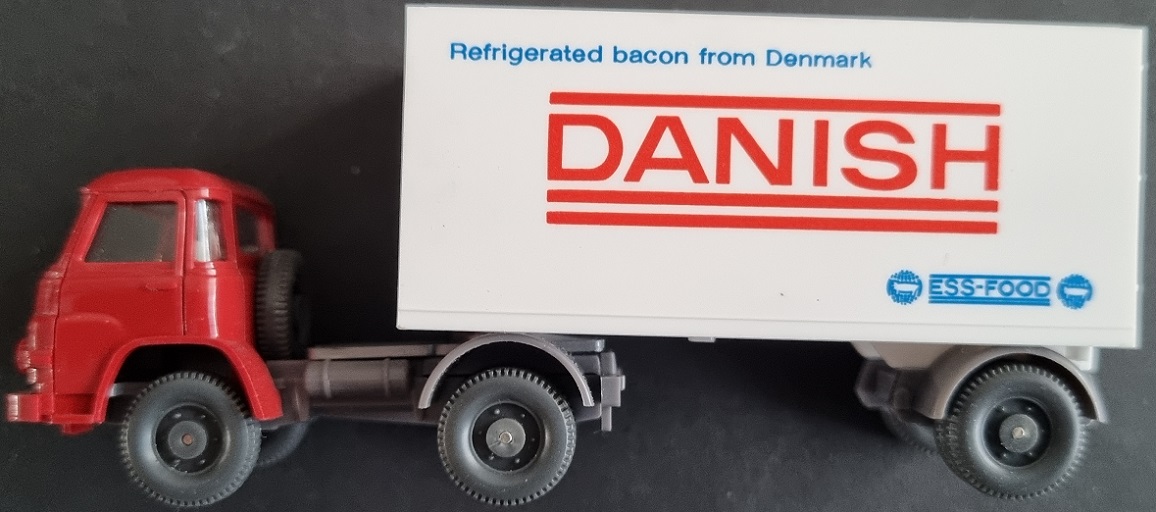 Refrigerated bacon from Denmark
DANISH
ESS-FOOD